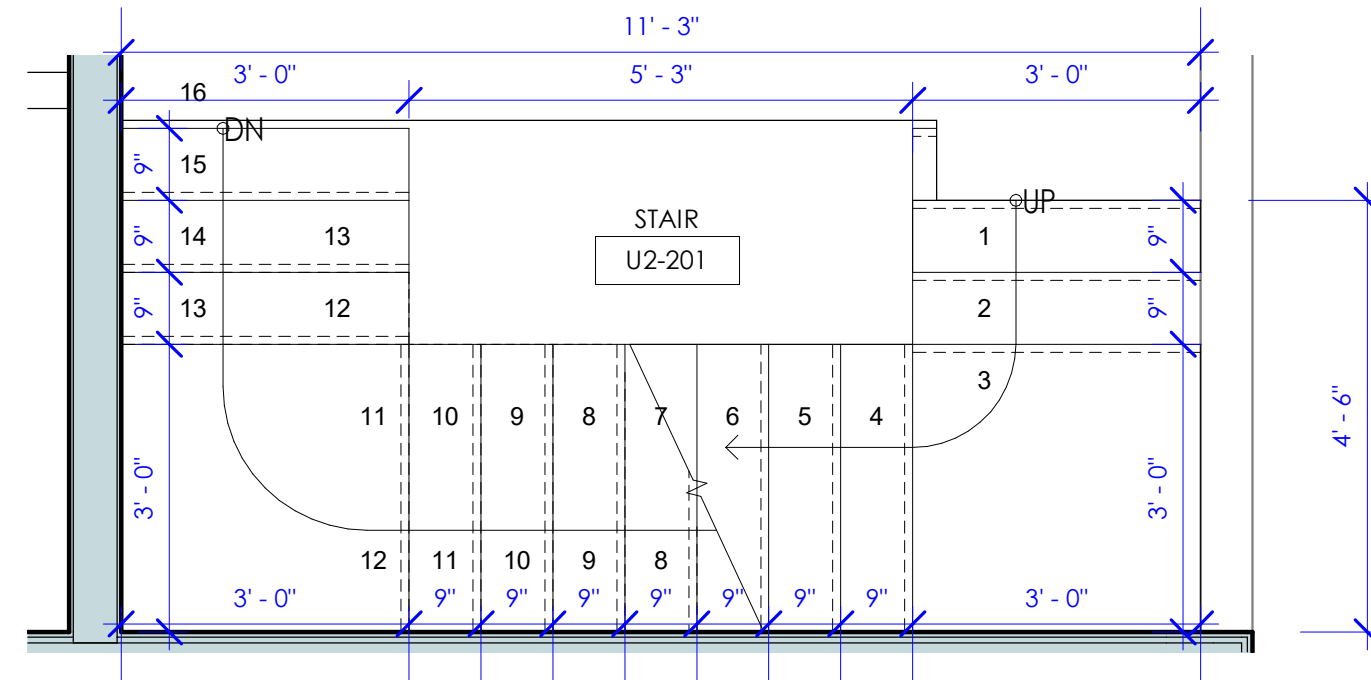 11' - 3"
3' - 0" 5' - 3" 3' - 0"
16
DN
15
9"
UP
STAIR
U2-201
9" 14 13 1 9"
9" 13 12 2 9"
3
4' - 6"
11 10 9 8 7 6 5 4
3' - 0" 3' - 0"
12 11 10 9 8
3' - 0" 9" 9" 9" 9" 9" 9" 9" 3' - 0"